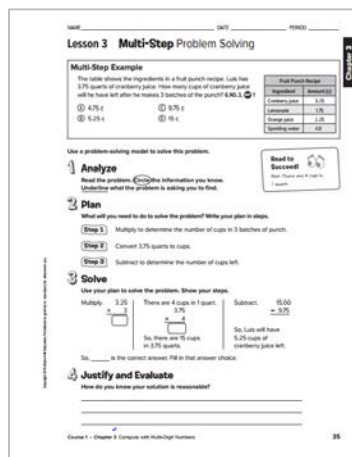 NAME DATE PERIOD
Lesson 3 Multi-Step Problem Solving
Chapter 3
Multi-Step Example
The table shows the ingredients in a fruit punch recipe. Luis has
3.75 quarts of cranberry juice. How many cups of cranberry juice
will he have left after he makes 3 batches of the punch? 6.NS.3, 1
A 4.75 c C 9.75 c
B 5.25 c D 15 c
Fruit Punch Recipe
Ingredient Amount (c)
Cranberry juice 3.25
Lemonade 1.75
Orange juice 2.25
Sparkling water 4.0
Use a problem-solving model to solve this problem.
1 Analyze
Read the problem. Circle the information you know.
Underline what the problem is asking you to find.
Read to
Succeed!
There are 4 cups in
1 quart.
2 Plan
What will you need to do to solve the problem? Write your plan in steps.
Step 1 Multiply to determine the number of cups in 3 batches of punch.
Step 2 Convert 3.75 quarts to cups.
Step 3 Subtract to determine the number of cups left.
3 Solve
Use your plan to solve the problem. Show your steps.
Multiply. 3.25
× 3
There are 4 cups in 1 quart.
3.75
× 4
So, there are 15 cups
in 3.75 quarts.
Subtract. 15.00
− 9.75
So, Luis will have
5.25 cups of
cranberry juice left.
So, is the correct answer. Fill in that answer choice.
4 Justify and Evaluate
How do you know your solution is reasonable?
Course 1 • Chapter 3 Compute with Multi-Digit Numbers
35